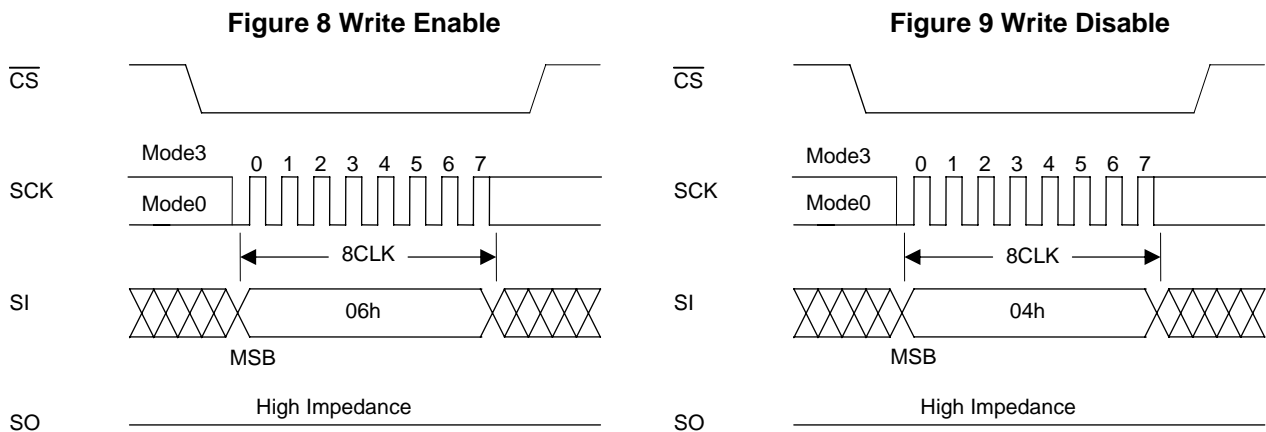 Figure 8 Write Enable
CS
Mode3
0 1 2 3 4 5 6 7
SCK
Mode0
8CLK
SI
06h
MSB
High Impedance
SO
Figure 9 Write Disable
CS
Mode3
0 1 2 3 4 5 6 7
SCK
Mode0
8CLK
SI
04h
MSB
High Impedance
SO